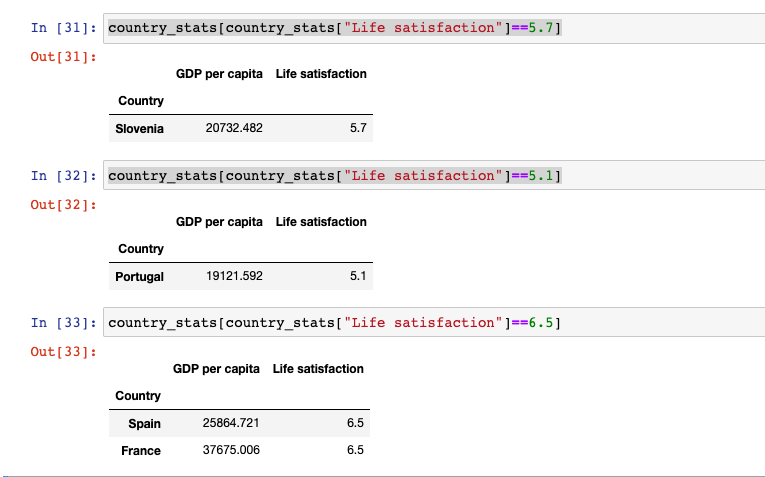 In [31]: country_stats[country_stats["Life satisfaction"]==5.7]
Out[31]:
GDP per capita Life satisfaction
Country
Slovenia 20732.482 5.7
In [32]: country_stats[country_stats["Life satisfaction"]==5.1]
Out[32]:
GDP per capita Life satisfaction
Country
Portugal 19121.592 5.1
In [33]: country_stats[country_stats["Life satisfaction"]==6.5]
Out[33]:
GDP per capita Life satisfaction
Country
Spain 25864.721 6.5
France 37675.006 6.5